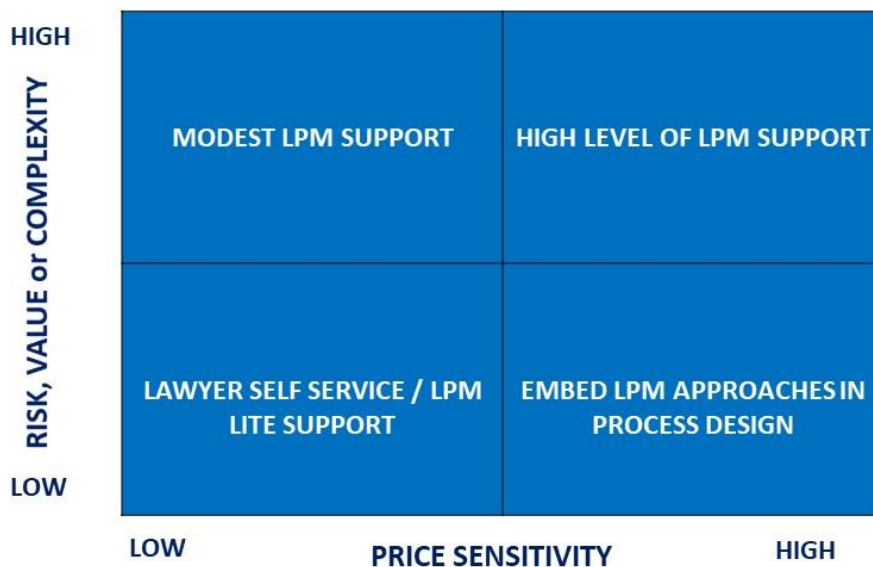 HIGH
MODEST LPM SUPPORT
HIGH LEVEL OF LPM SUPPORT
RISK, VALUE or COMPLEXITY
LAWYER SELF SERVICE / LPM
LITE SUPPORT
EMBED LPM APPROACHES IN
PROCESS DESIGN
LOW
LOW
PRICE SENSITIVITY
HIGH